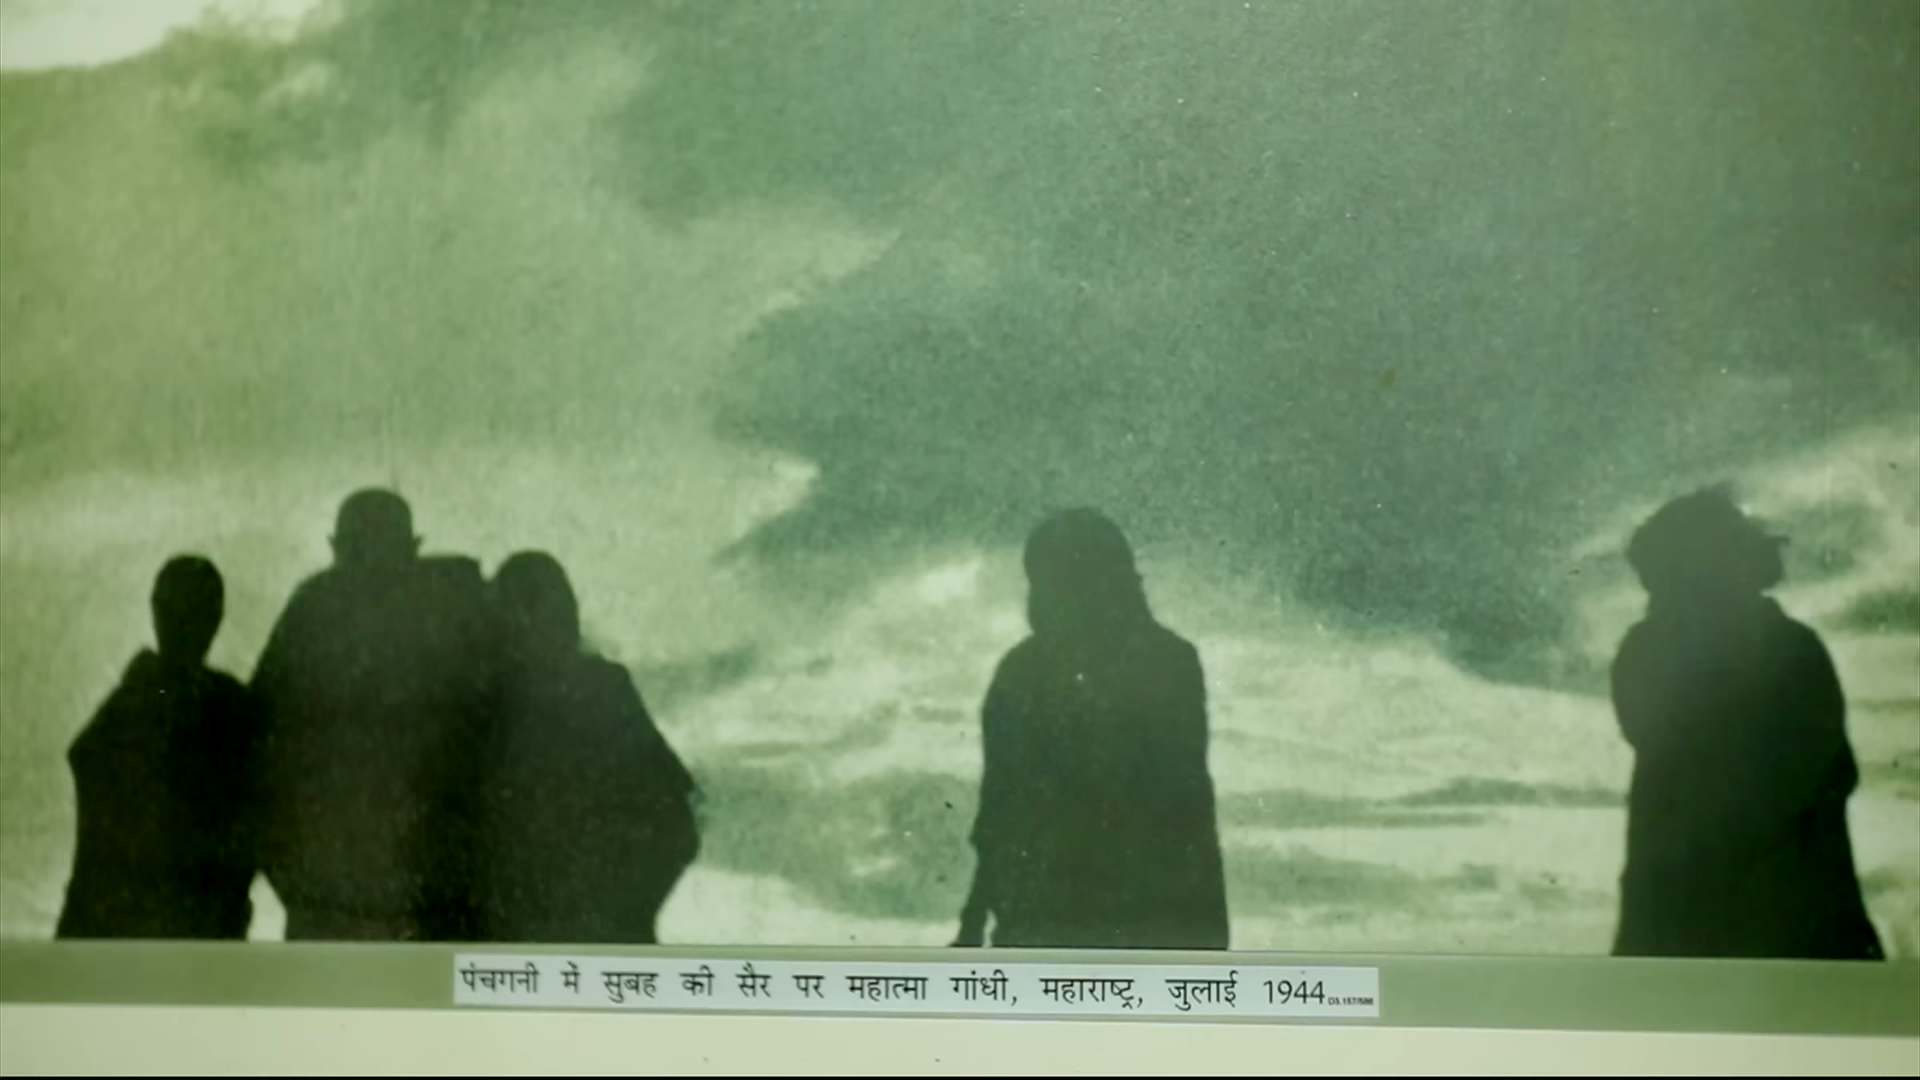 पंचगनी में सुबह की सैर पर महात्मा गांधी, महाराष्ट्र, जुलाई 1944